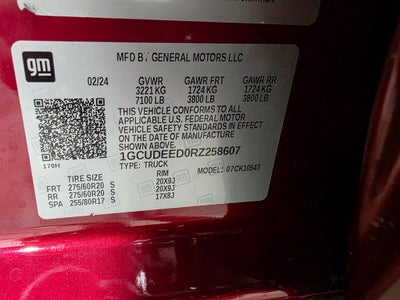 gm
MFD BY GENERAL MOTORS LLC
02/24 GVWR GAWR FRT GAWR RR
3221 KG 1724 KG 1724 KG
7100 LB 3800 LB 3800 LB
THIS VEHICLE CONFORMS TO ALL
APPLICABLE U.S. FEDERAL MOTOR
VEHICLE SAFETY STANDARDS IN EFFECT
ON THE DATE OF MANUFACTURE
SHOWN ABOVE.
1GCUDEED0RZ258607
170H TYPE: TRUCK MODEL: 07CK10543
TIRE SIZE RIM
FRT 275/60R20 S 20X9J
RR 275/60R20 S 20X9J
SPA 255/80R17 S 17X8J